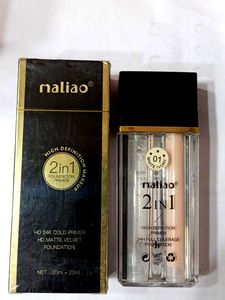 maliao®
HIGH DEFINITION MAKEUP
2in1
FOUNDATION
PRIMER
HD 24K GOLD PRIMER
HD MATTE VELVET
FOUNDATION
NET : 20ml + 20ml
01
maliao
2 IN 1
HIGH DEFINITION
PRIMER
24H FULL COVERAGE
FOUNDATION